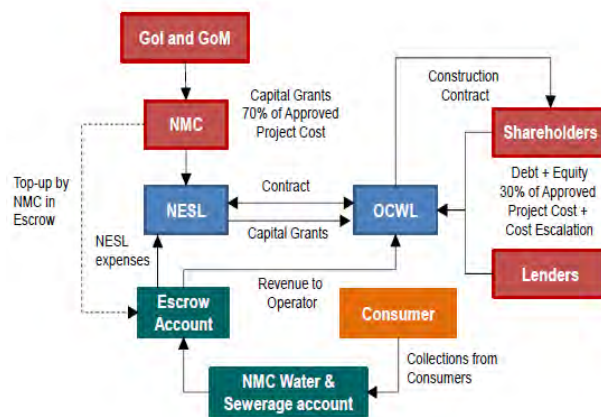 GoI and GoM
NMC
Capital Grants
70% of Approved
Project Cost
Construction
Contract
Shareholders
Top-up by
NMC in
Escrow
NESL
Contract
Capital Grants
OCWL
Debt + Equity
30% of Approved
Project Cost +
Cost Escalation
Lenders
NESL
expenses
Revenue to
Operator
Escrow
Account
Consumer
Collections from
Consumers
NMC Water &
Sewerage account